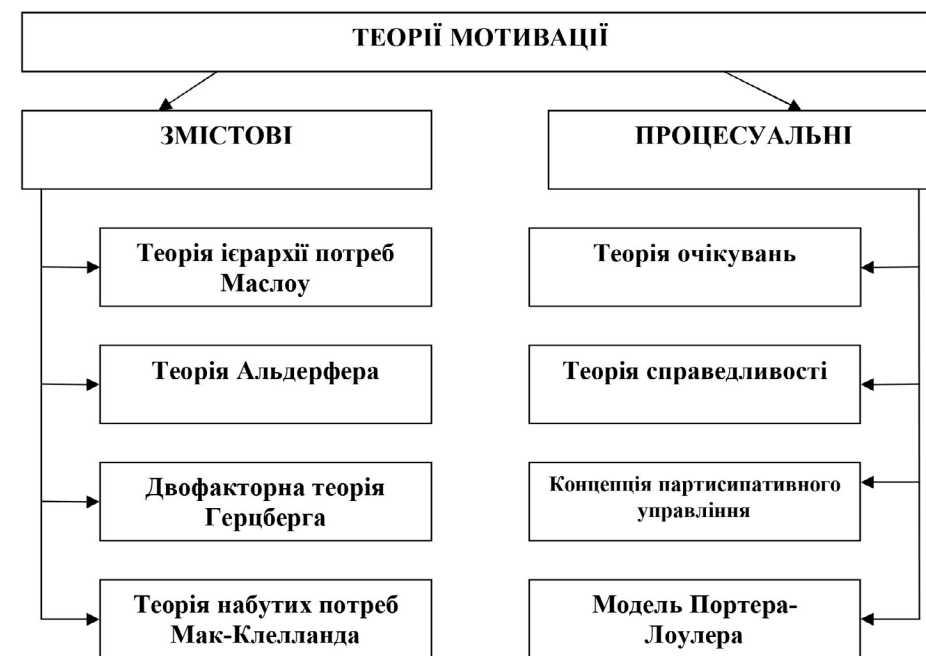 ТЕОРІЇ МОТИВАЦІЇ
ЗМІСТОВІ
ПРОЦЕСУАЛЬНІ
Теорія ієрархії потреб
Маслоу
Теорія очікувань
Теорія Альдерфера
Теорія справедливості
Двофакторна теорія
Герцберга
Концепція партисипативного
управління
Теорія набутих потреб
Мак-Клелланда
Модель Портера-
Лоулера